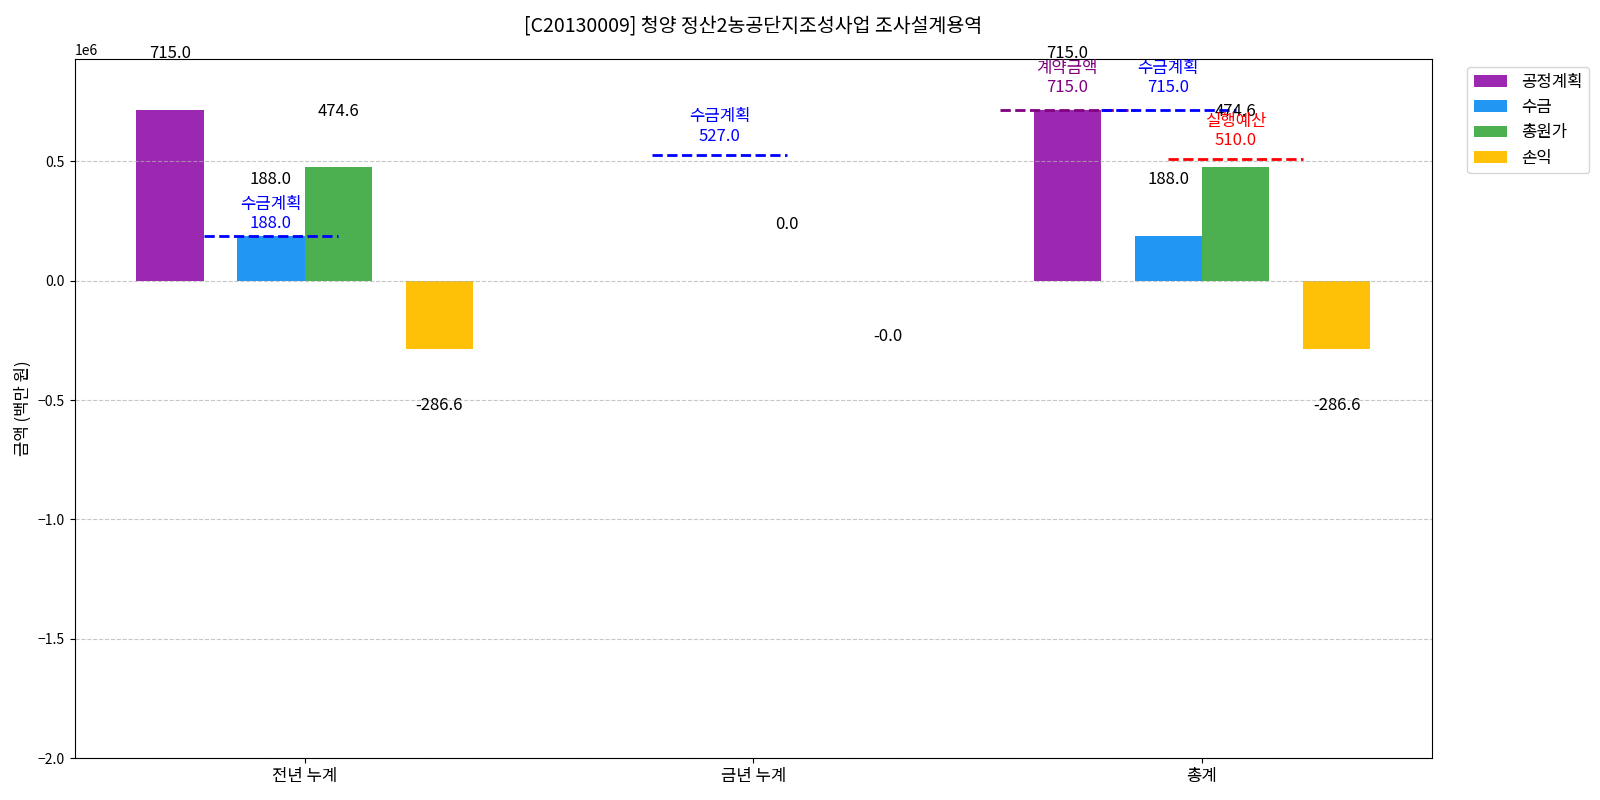 [C20130009] 청양 정산2농공단지조성사업 조사설계용역
1e6
715.0
474.6
188.0
수금계획
188.0
-286.6
수금계획
527.0
0.0
-0.0
715.0
계약금액
715.0
수금계획
715.0
474.6
실행예산
510.0
188.0
-286.6
공정계획
수금
총원가
손익
금액 (백만 원)
0.5
0.0
−0.5
−1.0
−1.5
−2.0
전년 누계
금년 누계
총계